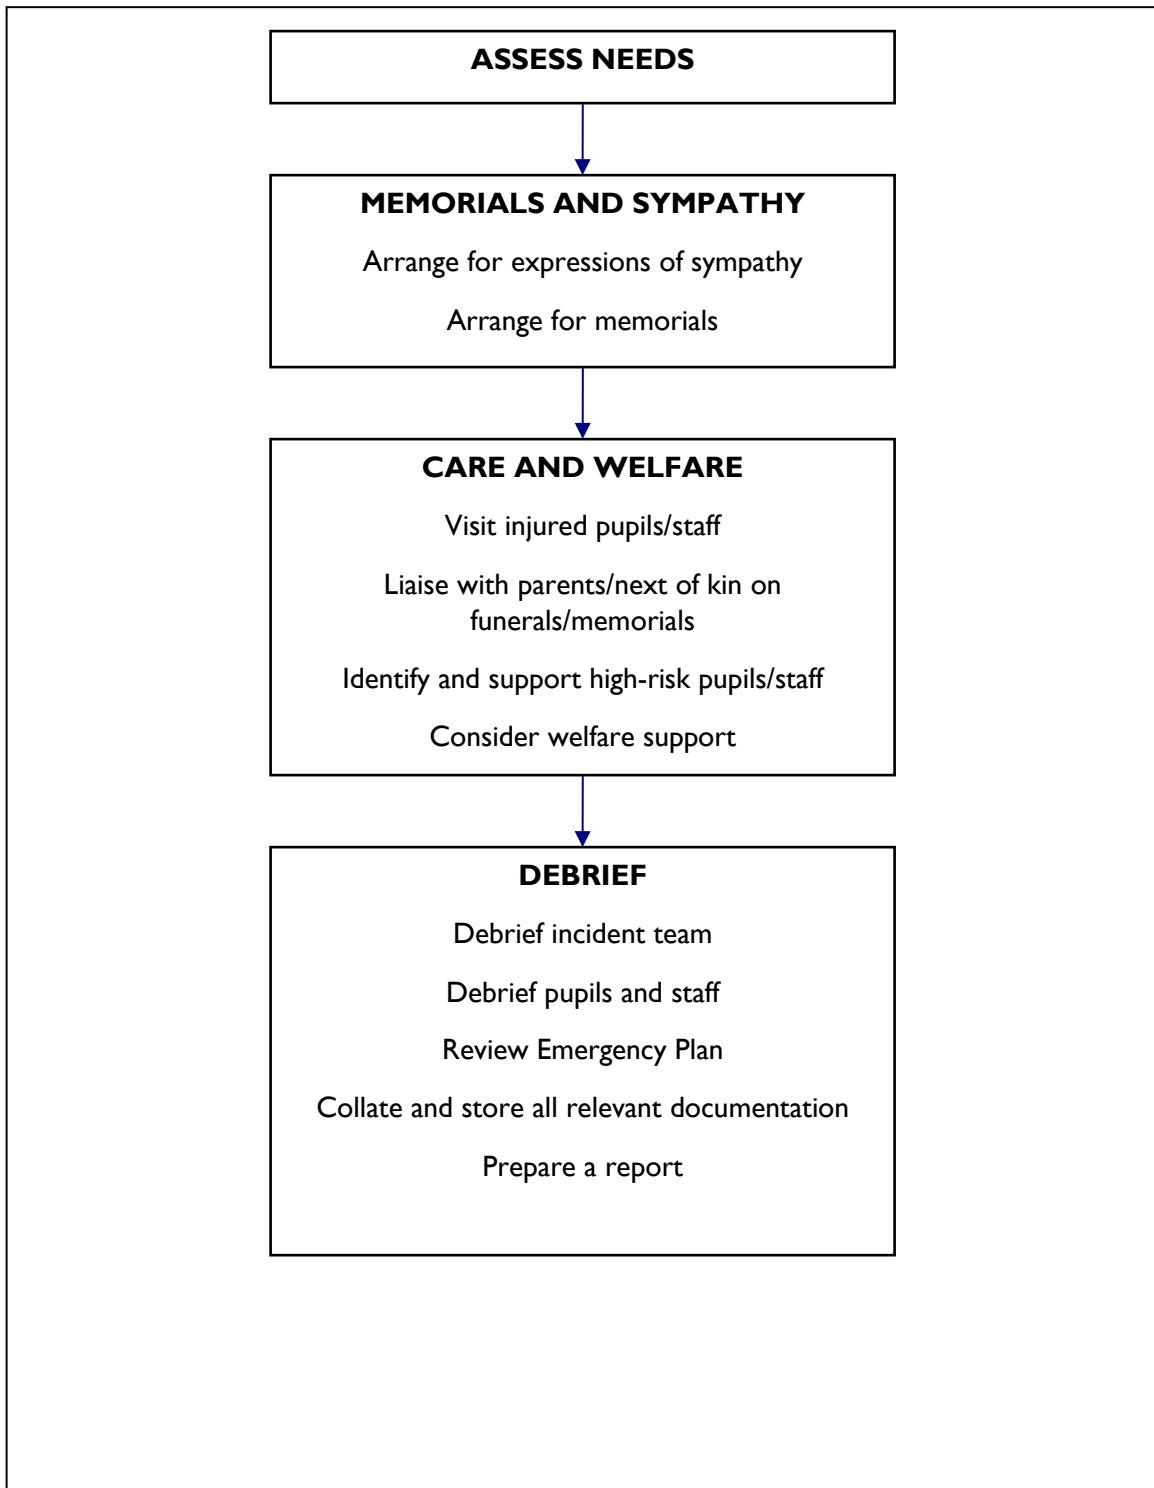 ASSESS NEEDS
MEMORIALS AND SYMPATHY
Arrange for expressions of sympathy
Arrange for memorials
CARE AND WELFARE
Visit injured pupils/staff
Liaise with parents/next of kin on
funerals/memorials
Identify and support high-risk pupils/staff
Consider welfare support
DEBRIEF
Debrief incident team
Debrief pupils and staff
Review Emergency Plan
Collate and store all relevant documentation
Prepare a report